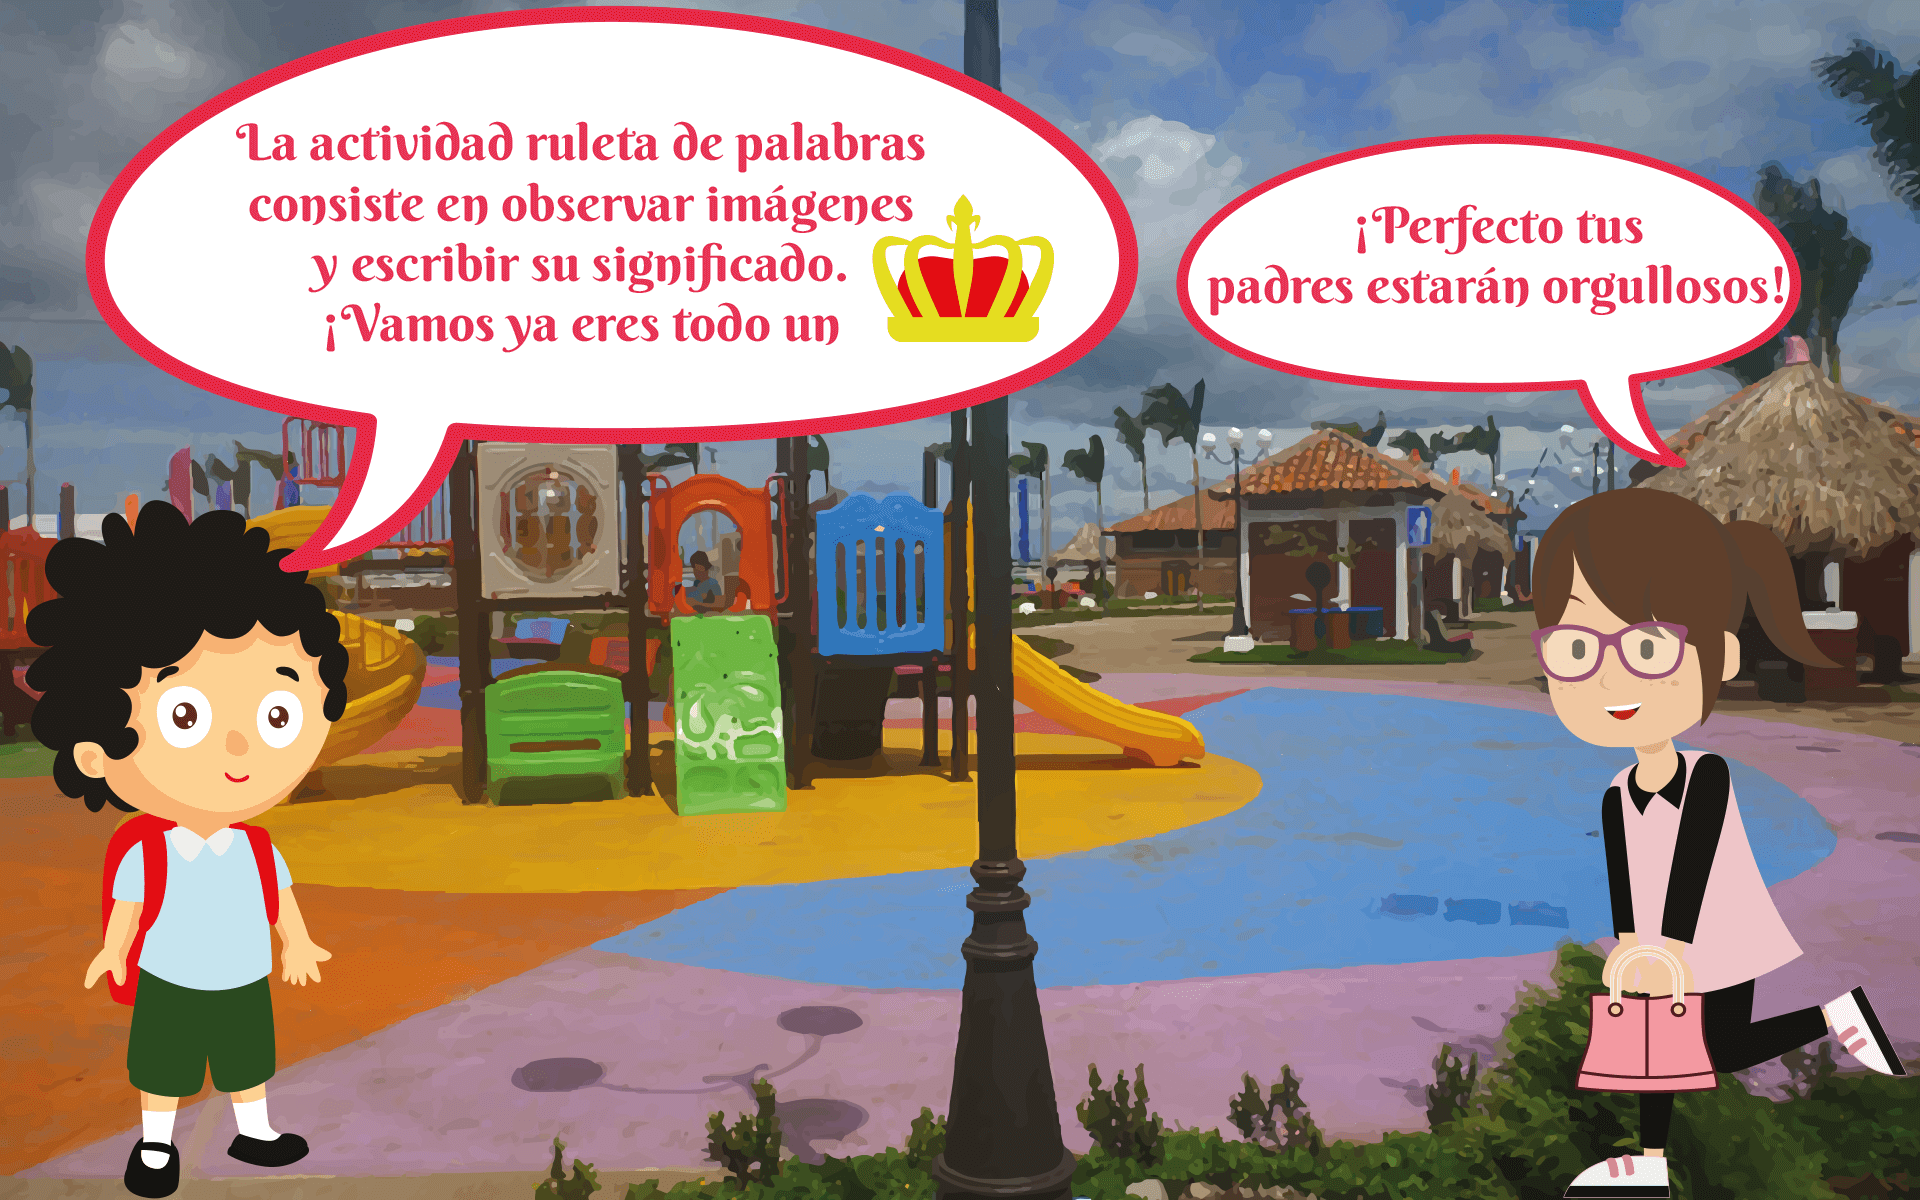 La actividad ruleta de palabras
consiste en observar imágenes
y escribir su significado.
¡Vamos ya eres todo un
¡Perfecto tus
padres estarán orgullosos!